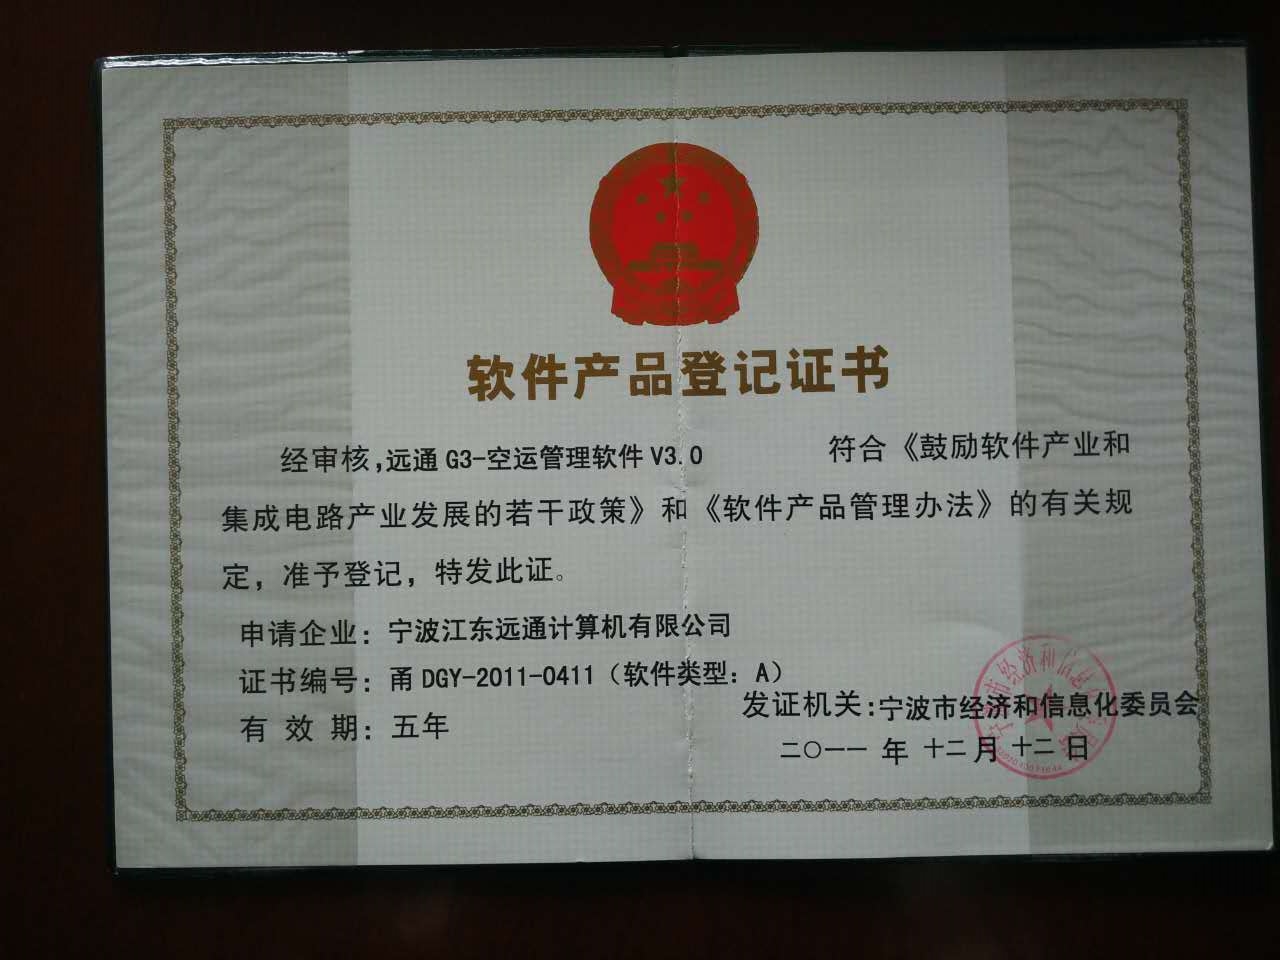 软件产品登记证书
经审核,远通 G3-空运管理软件 V3.0 符合《鼓励软件产业和
集成电路产业发展的若干政策》和《软件产品管理办法》的有关规
定，准予登记，特发此证。
申请企业：宁波江东远通计算机有限公司
证书编号：甬 DGY-2011-0411（软件类型：A）
有 效 期：五年
发证机关:宁波市经济和信息化委员会
二〇一一 年 十二 月 十二 日